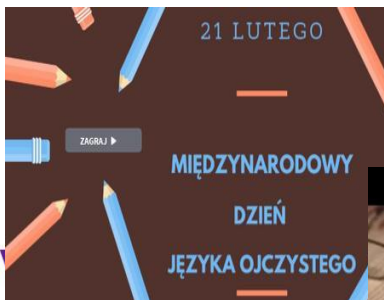 21 LUTEGO
ZAGRAJ
MIĘDZYNARODOWY
DZIEŃ
JĘZYKA OJCZYSTEGO